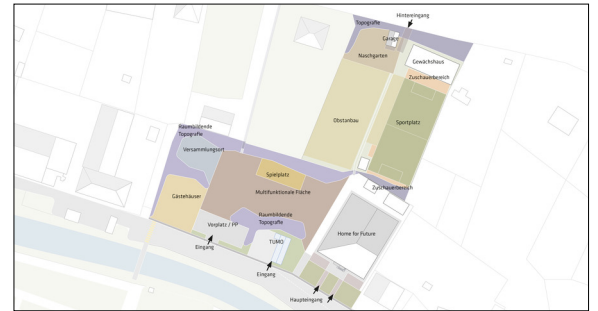 Hintereingang
Topografie
Garage
Naschgarten
Gewächshaus
Zuschauerbereich
Obstanbau
Sportplatz
Raumbildende
Topografie
Versammlungsort
Spielplatz
Zuschauerbereich
Gästehäuser
Multifunktionale Fläche
Raumbildende
Topografie
Vorplatz / PP
Home for Future
TUMO
Eingang
Eingang
Haupteingang